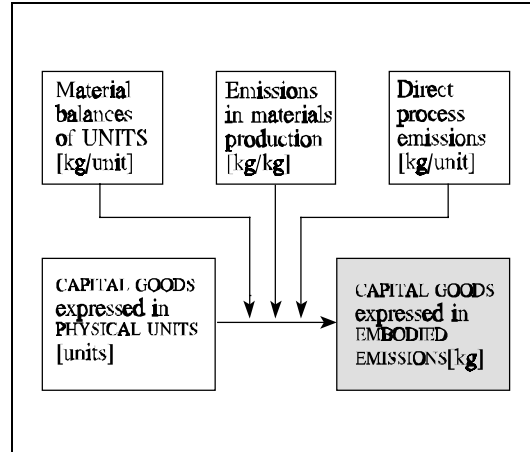 Material
balances
of UNITS
[kg/unit]
Emissions
in materials
production
[kg/kg]
Direct
process
emissions
[kg/unit]
CAPITAL GOODS
expressed in
PHYSICAL UNITS
[units]
CAPITAL GOODS
expressed in
EMBODIED
EMISSIONS[kg]